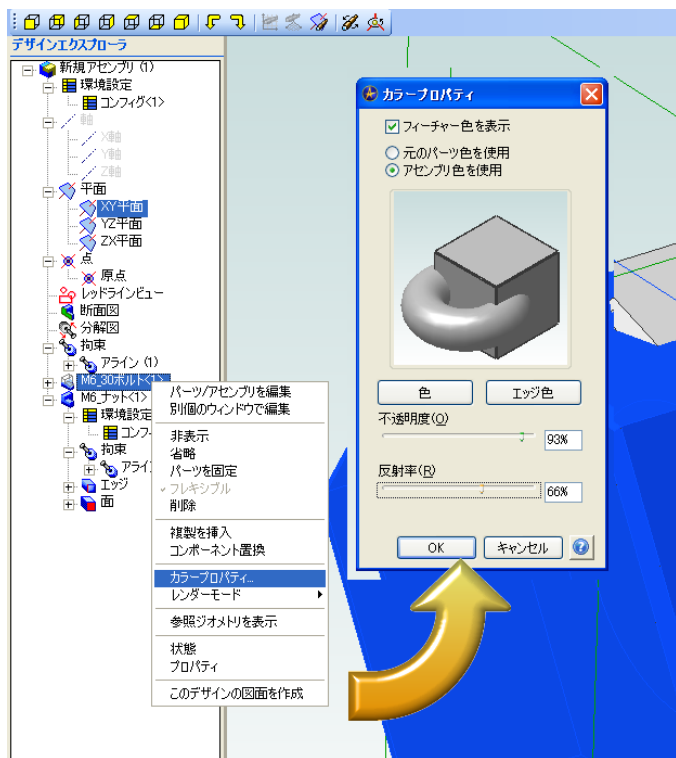 デザインエクスプローラ
新規アセンブリ (1)
環境設定
コンフィグ<1>
軸
X軸
Y軸
Z軸
平面
XY平面
YZ平面
ZX平面
点
原点
レッドラインビュー
断面図
分解図
拘束
アライン (1)
M6_30ボルト<1>
M6_ナット<1>
環境設定
コンフ
拘束
アライ
エッジ
面
パーツ/アセンブリを編集
別個のウィンドウで編集
非表示
省略
パーツを固定
フレキシブル
削除
複製を挿入
コンポーネント置換
カラープロパティ...
レンダーモード
参照ジオメトリを表示
状態
プロパティ
このデザインの図面を作成
カラープロパティ
フィーチャー色を表示
元のパーツ色を使用
アセンブリ色を使用
色
エッジ色
不透明度(O)
93%
反射率(R)
66%
OK
キャンセル